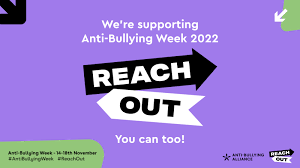 We're supporting
Anti-Bullying Week 2022
REACH
OUT
You can too!
Anti-Bullying Week - 14-18th November
#AntiBullyingWeek #ReachOut
ANTI-BULLYING
ALLIANCE
REACH
OUT